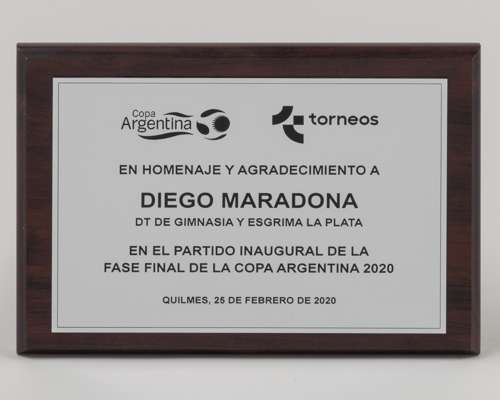 Copa
Argentina
torneos
EN HOMENAJE Y AGRADECIMIENTO A
DIEGO MARADONA
DT DE GIMNASIA Y ESGRIMA LA PLATA
EN EL PARTIDO INAUGURAL DE LA
FASE FINAL DE LA COPA ARGENTINA 2020
QUILMES, 25 DE FEBRERO DE 2020